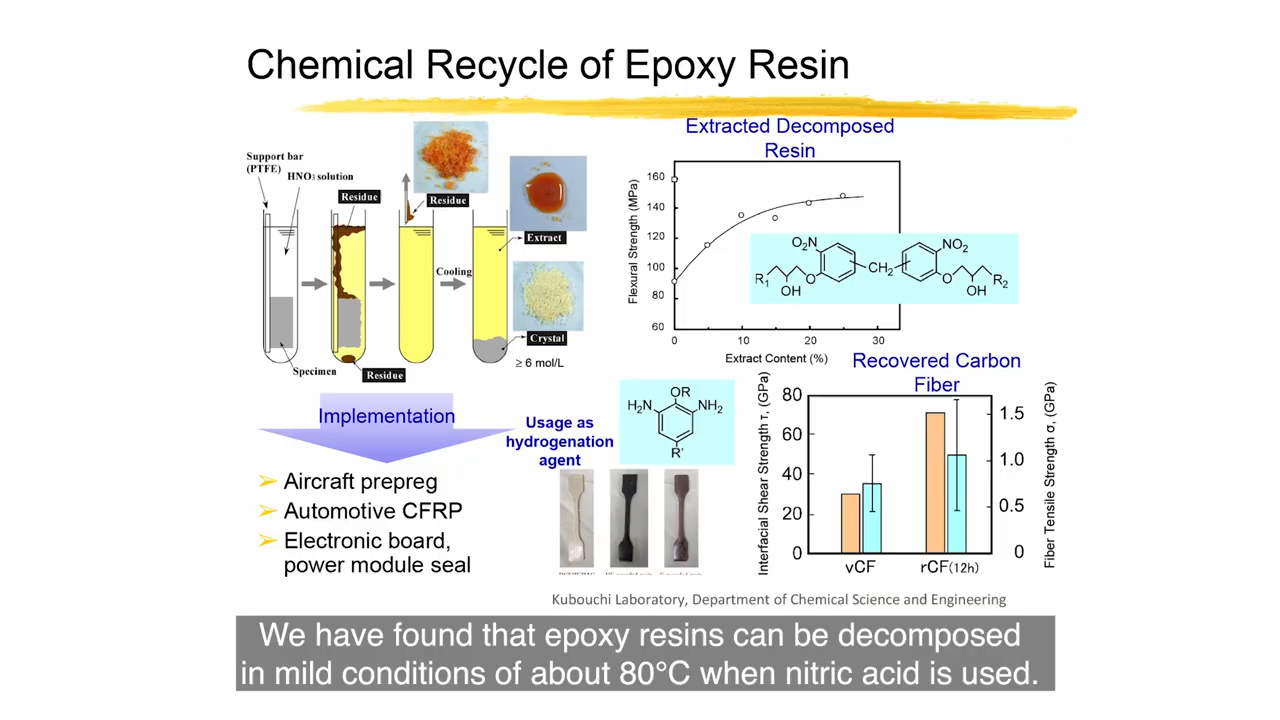 Chemical Recycle of Epoxy Resin
Support bar
(PTFE)
HNO₃ solution
Residue
Residue
Extract
Cooling
Crystal
≥ 6 mol/L
Specimen
Residue
Extracted Decomposed
Resin
Flexural Strength (MPa)
160
140
120
100
80
60
0
10
20
30
Extract Content (%)
O₂N
NO₂
CH₂
R₁
O
O
R₂
OH
OH
Implementation
➢ Aircraft prepreg
➢ Automotive CFRP
➢ Electronic board,
power module seal
Usage as
hydrogenation
agent
OR
H₂N
NH₂
R'
Recovered Carbon
Fiber
Interfacial Shear Strength τ, (GPa)
80
60
40
20
0
Fiber Tensile Strength σ, (GPa)
1.5
1.0
0.5
0
vCF
rCF(12h)
Kubouchi Laboratory, Department of Chemical Science and Engineering
We have found that epoxy resins can be decomposed
in mild conditions of about 80°C when nitric acid is used.